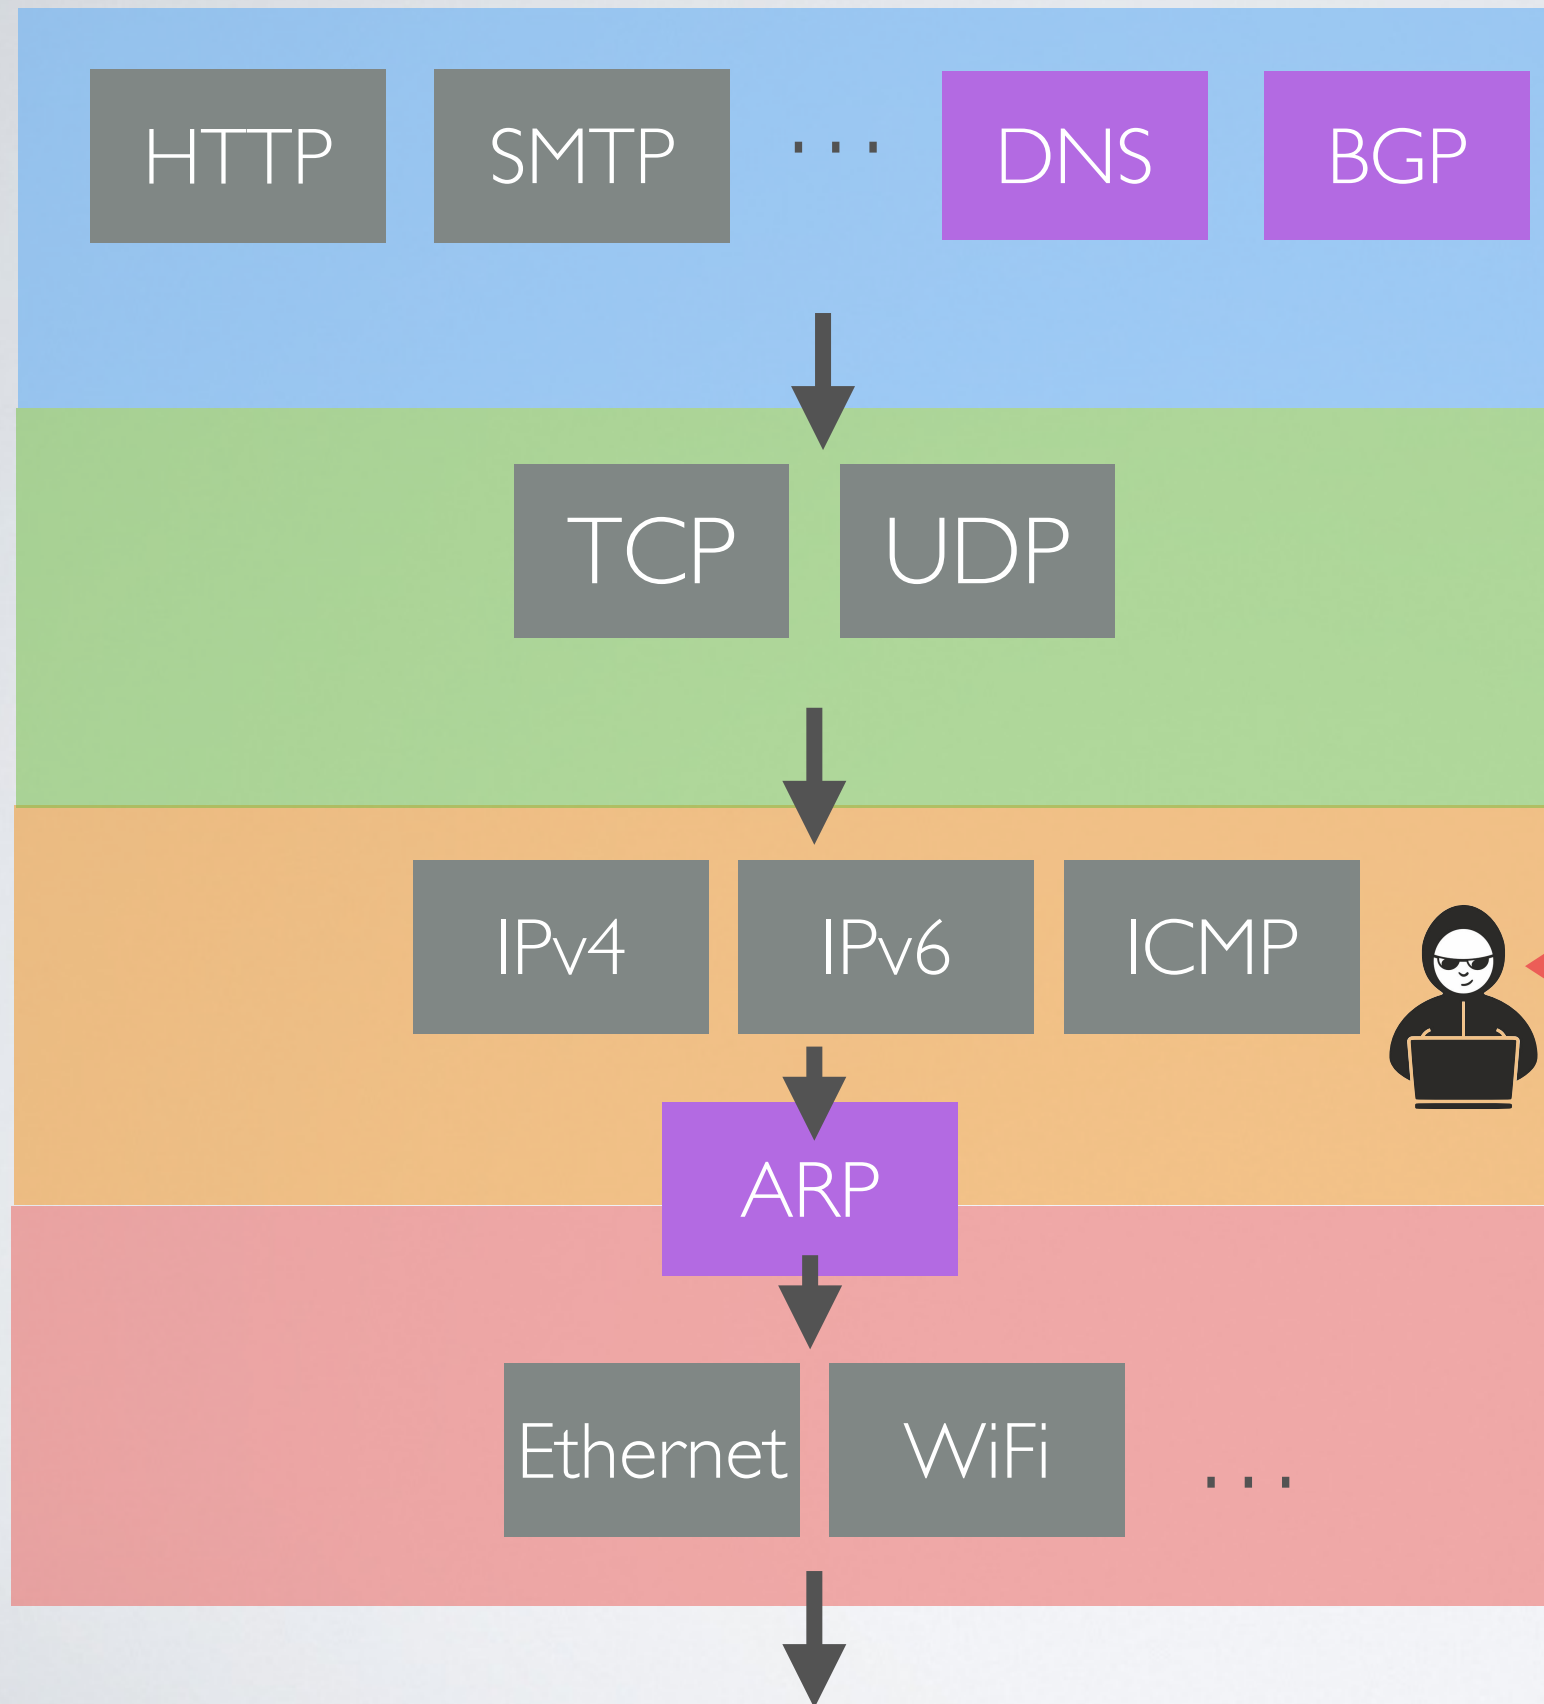 HTTP SMTP ... DNS BGP
TCP UDP
IPv4 IPv6 ICMP
ARP
Ethernet WiFi ...